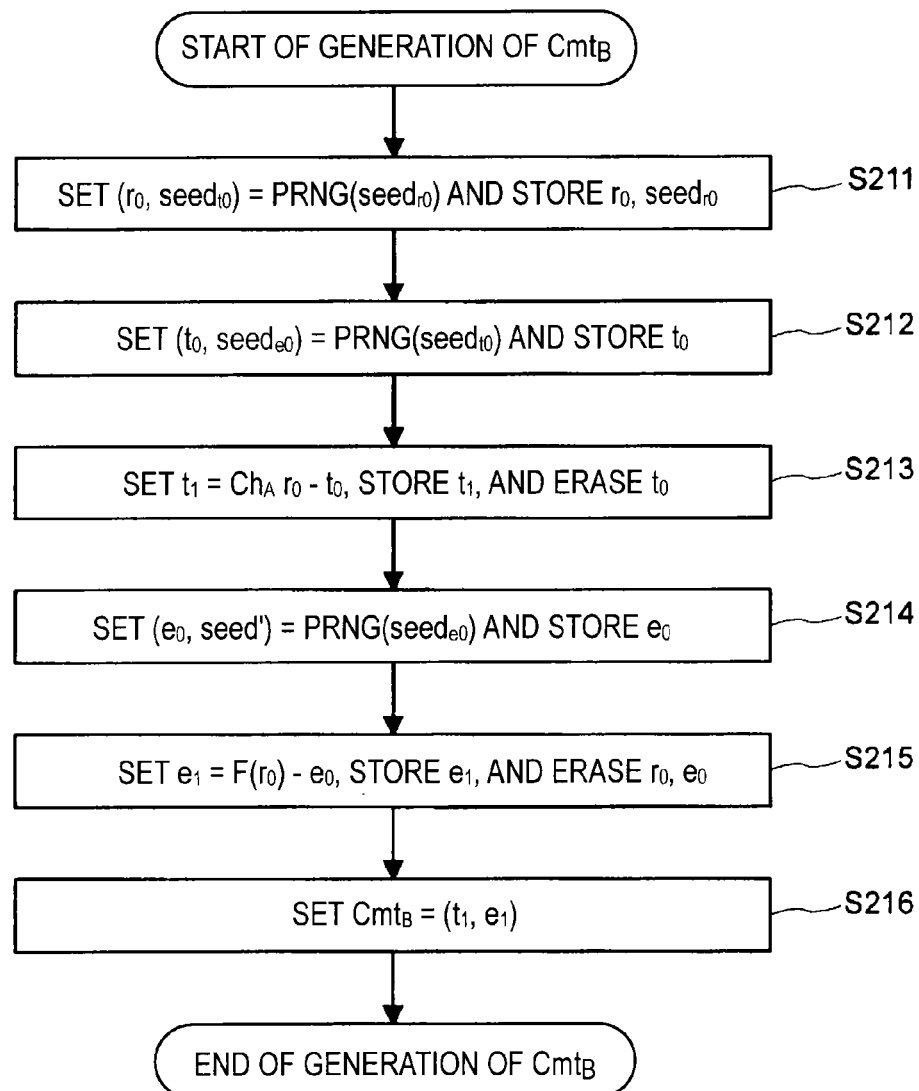 START OF GENERATION OF CmtB
SET (r0, seedt0) = PRNG(seedr0) AND STORE r0, seedr0
S211
SET (t0, seede0) = PRNG(seedt0) AND STORE t0
S212
SET t1 = ChA r0 - t0, STORE t1, AND ERASE t0
S213
SET (e0, seed') = PRNG(seede0) AND STORE e0
S214
SET e1 = F(r0) - e0, STORE e1, AND ERASE r0, e0
S215
SET CmtB = (t1, e1)
S216
END OF GENERATION OF CmtB